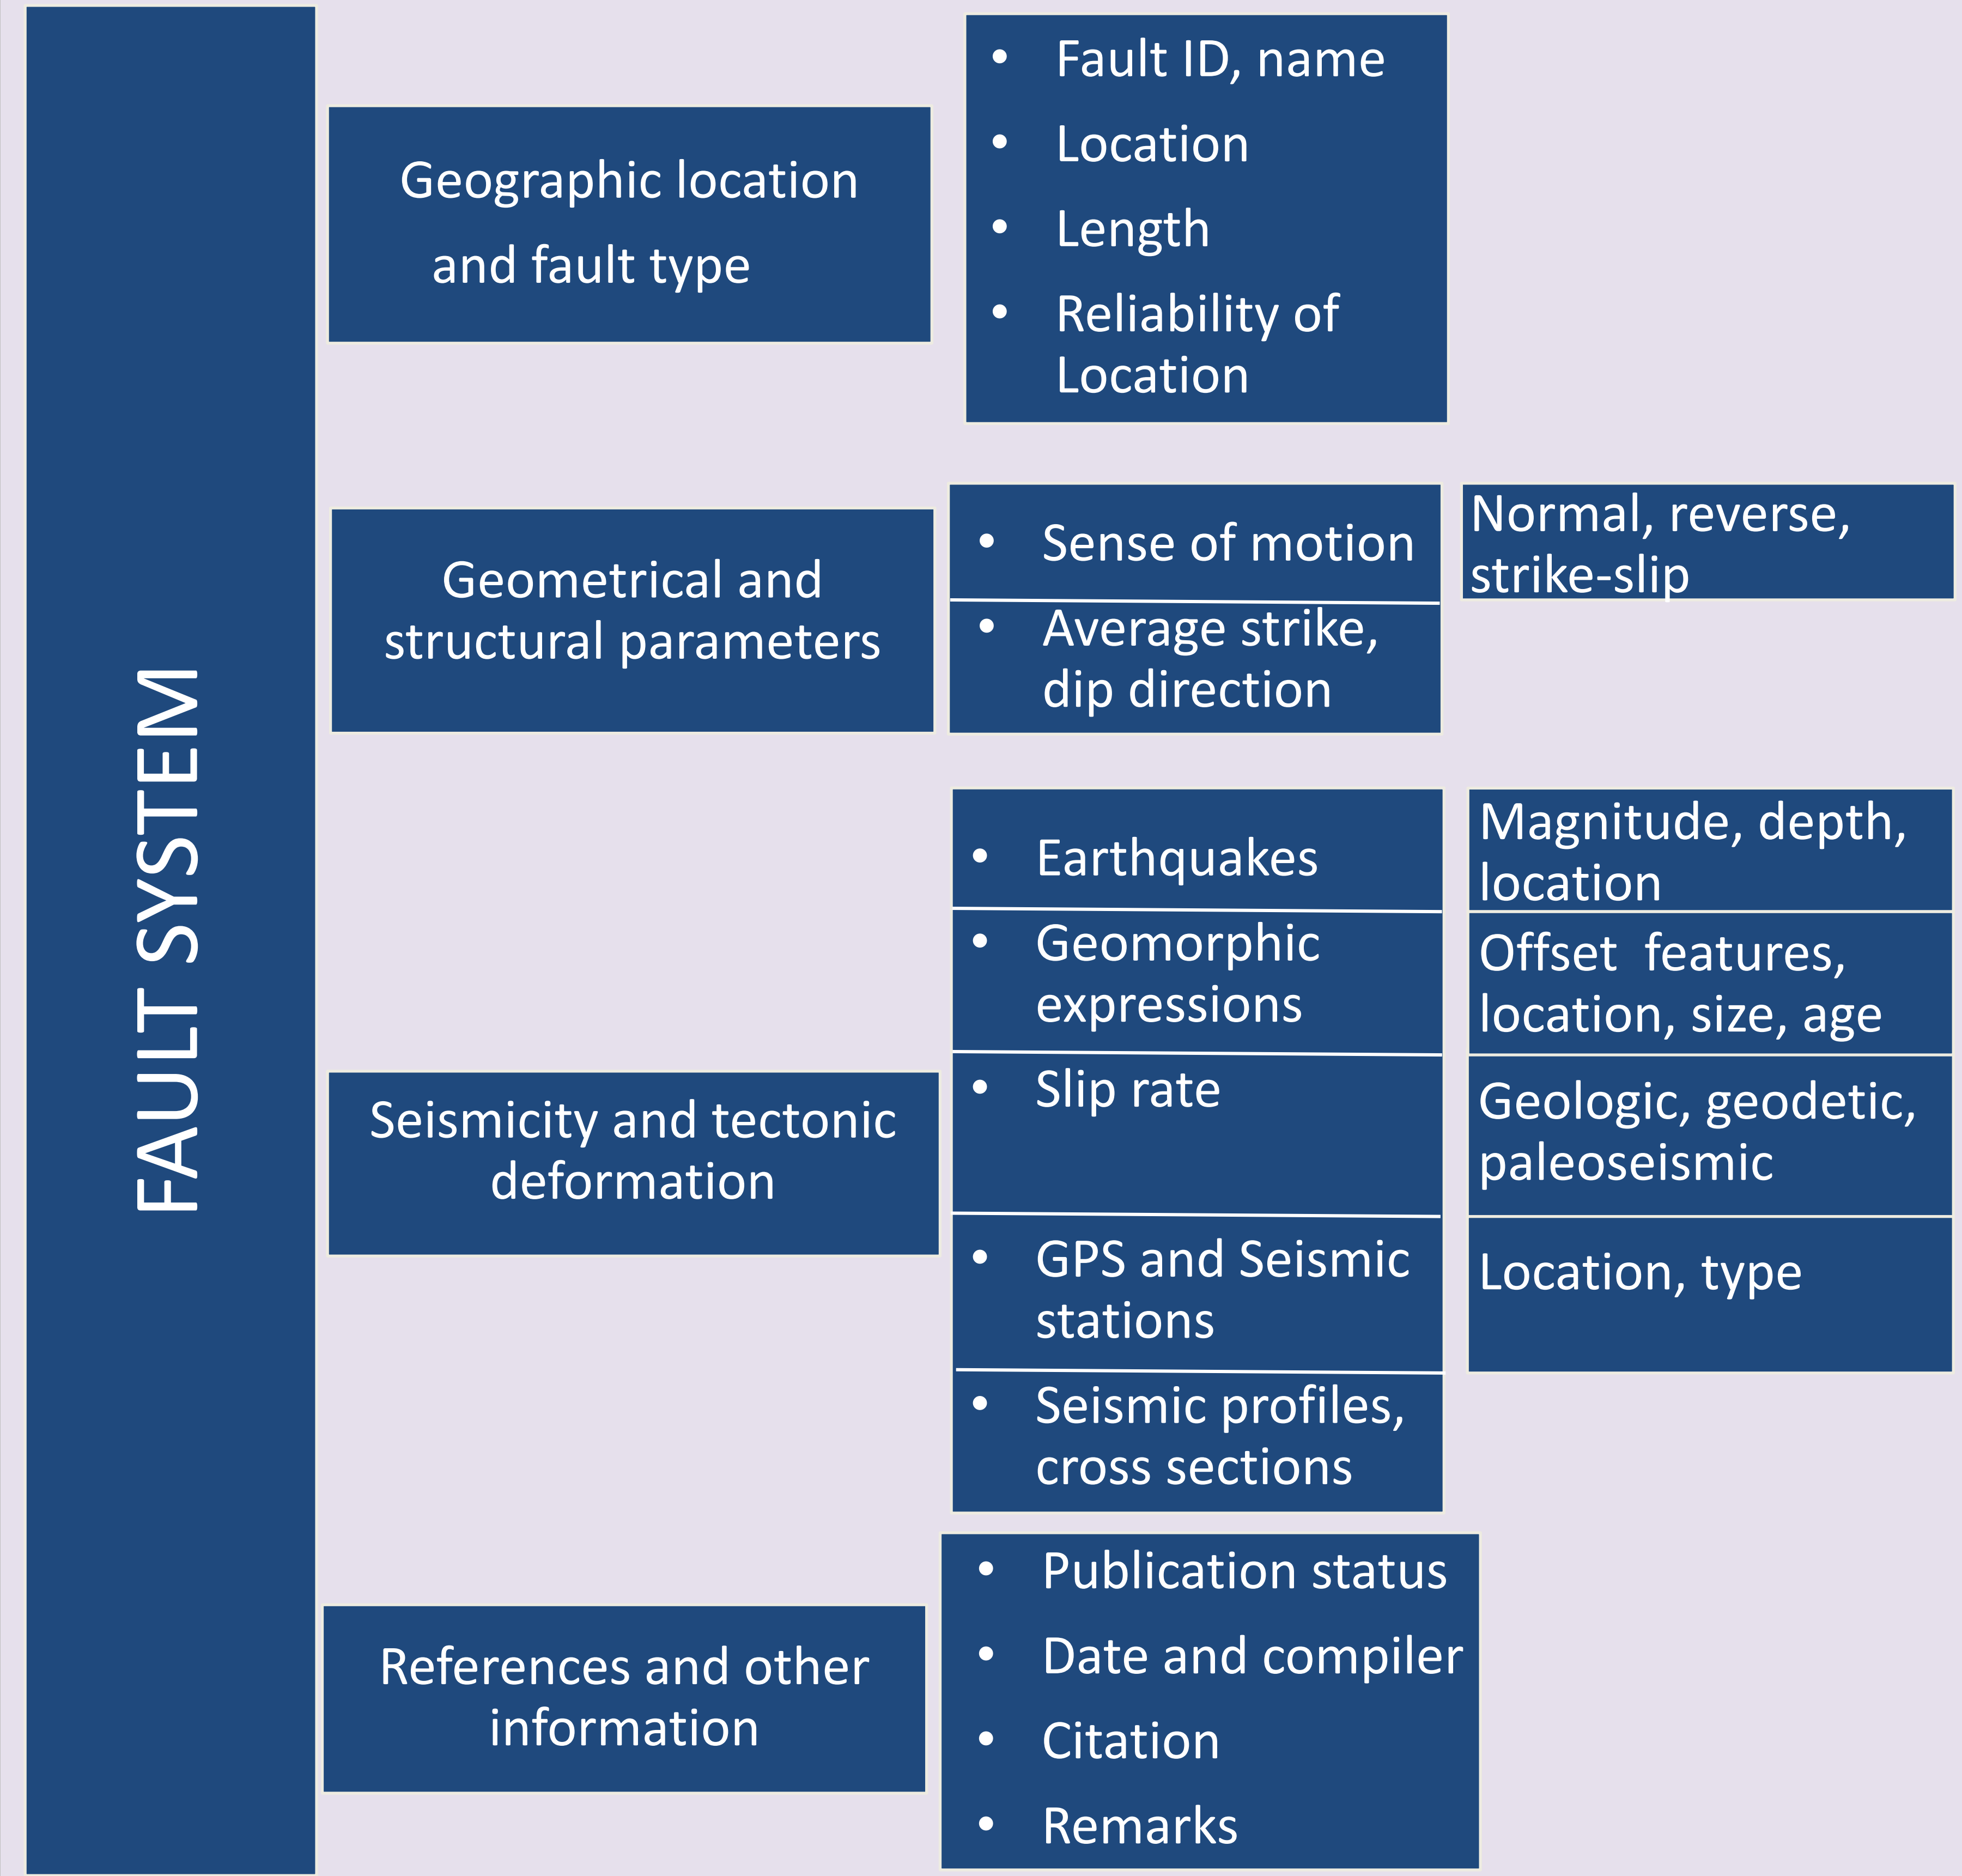 FAULT SYSTEM
Geographic location
and fault type
• Fault ID, name
• Location
• Length
• Reliability of
Location
Geometrical and
structural parameters
• Sense of motion
Normal, reverse,
strike-slip
• Average strike,
dip direction
Seismicity and tectonic
deformation
• Earthquakes
Magnitude, depth,
location
• Geomorphic
expressions
Offset  features,
location, size, age
• Slip rate
Geologic, geodetic,
paleoseismic
• GPS and Seismic
stations
Location, type
• Seismic profiles,
cross sections
References and other
information
• Publication status
• Date and compiler
• Citation
• Remarks